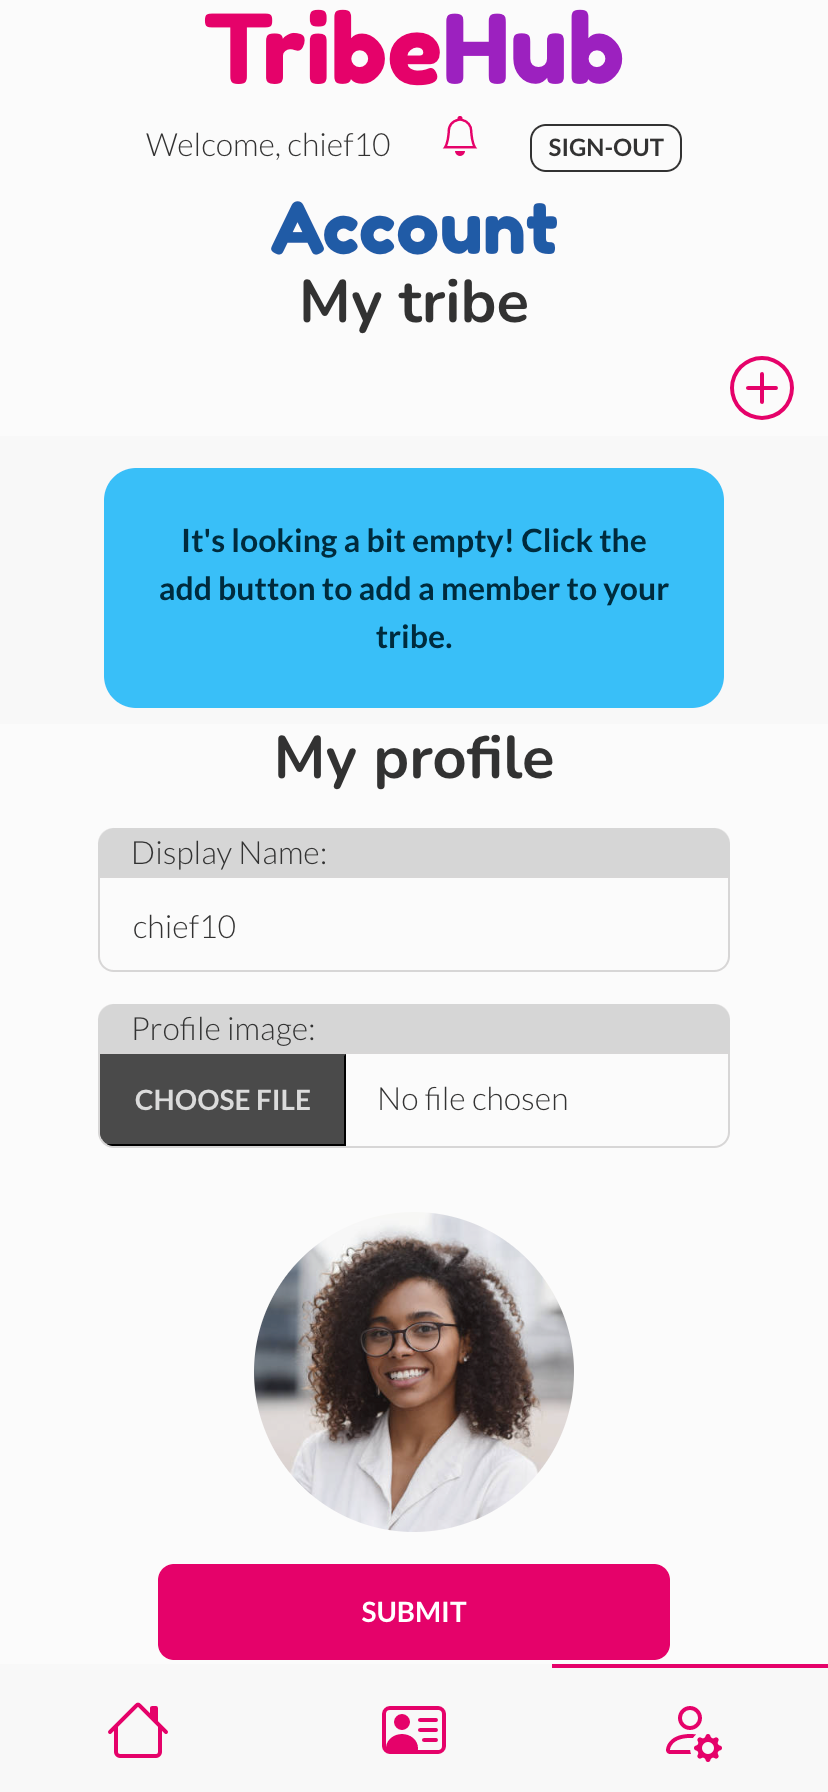 TribeHub
Welcome, chief10
SIGN-OUT
Account
My tribe
It's looking a bit empty! Click the
add button to add a member to your
tribe.
My profile
Display Name:
chief10
Profile image:
CHOOSE FILE
No file chosen
SUBMIT